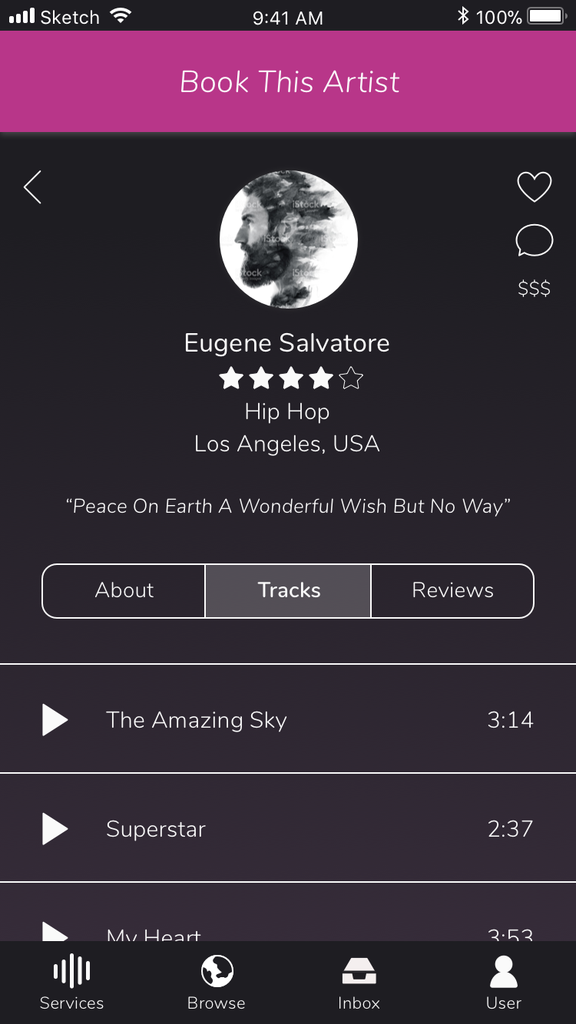 Sketch 9:41 AM 100%
Book This Artist
iStock
iStock
$$$
Eugene Salvatore
Hip Hop
Los Angeles, USA
“Peace On Earth A Wonderful Wish But No Way”
About Tracks Reviews
The Amazing Sky 3:14
Superstar 2:37
My Heart 3:53
Services Browse Inbox User